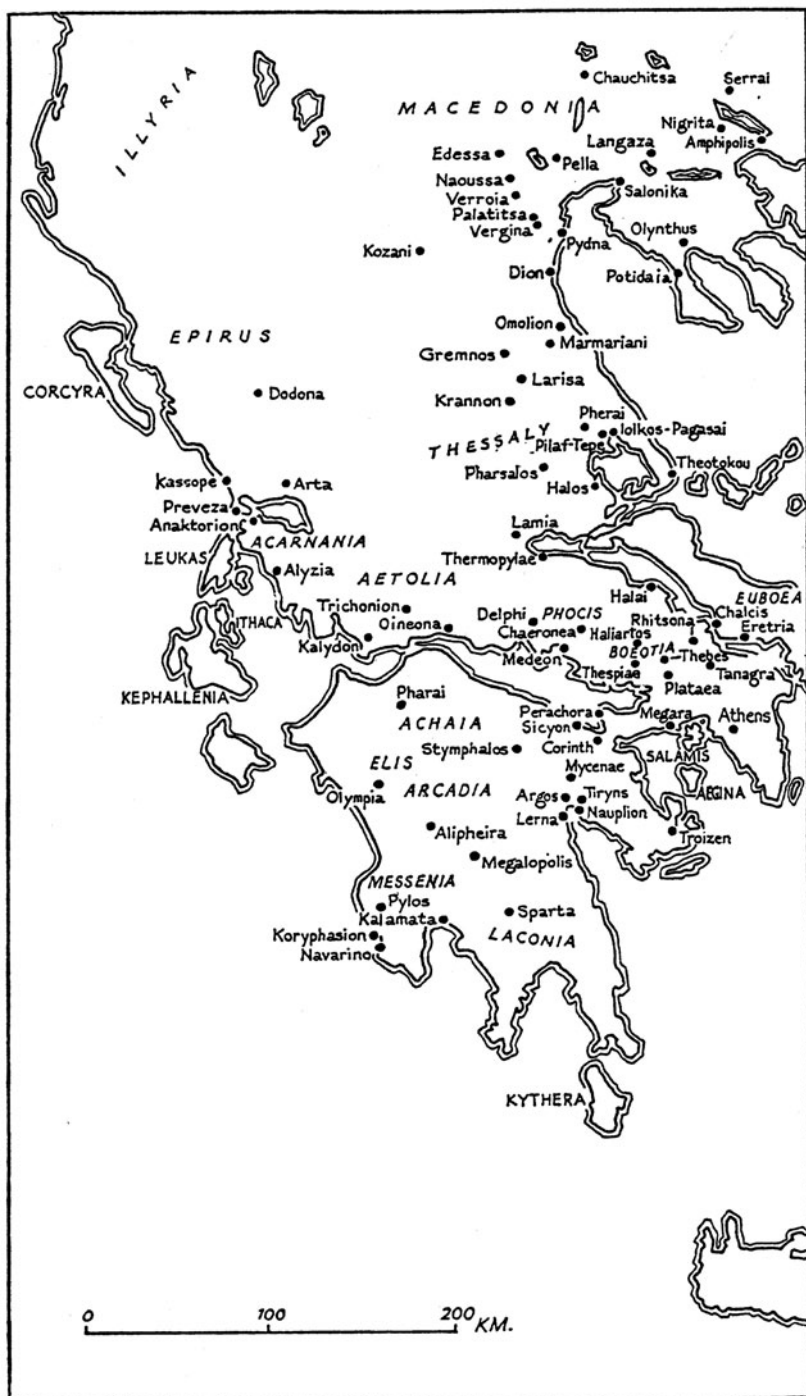 Chauchitsa
Serrai
ILLYRIA
MACEDONIA
Nigrita
Amphipolis
Langaza
Edessa
Pella
Naoussa
Salonika
Verroia
Palatitsa
Vergina
Pydna
Olynthus
Kozani
Dion
Potidaia
Omolion
EPIRUS
Marmariani
Gremnos
CORCYRA
Dodona
Larisa
Krannon
Pherai
THESSALY
Iolkos-Pagasai
Pilaf-Tepe
Pharsalos
Theotokou
Kassope
Arta
Halos
Preveza
Anaktorion
Lamia
ACARNANIA
LEUKAS
Thermopylae
Alyzia
AETOLIA
Halai
EUBOEA
Trichonion
ITHACA
Oineona
Delphi
PHOCIS
Rhitsona
Chalcis
Chaeronea
Haliartos
Eretria
Kalydon
BOEOTIA
Medeon
Thebes
Thespiae
Tanagra
KEPHALLENIA
Plataea
Pharai
Perachora
Megara
Athens
ACHAIA
Sicyon
Stymphalos
Corinth
SALAMIS
ELIS
Mycenae
Olympia
ARCADIA
Argos
Tiryns
AEGINA
Nauplion
Lerna
Alipheira
Troizen
Megalopolis
MESSENIA
Pylos
Kalamata
Sparta
Koryphasion
LACONIA
Navarino
KYTHERA
0 100 200 KM.